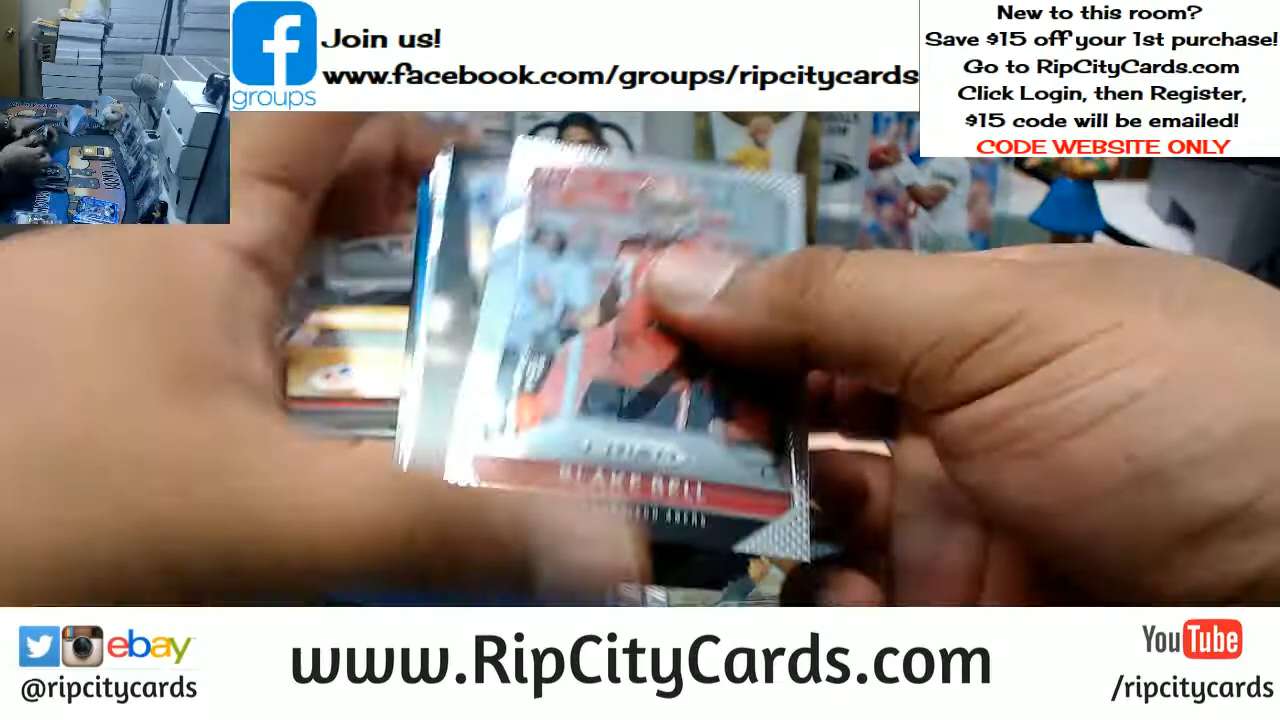 Join us!
www.facebook.com/groups/ripcitycards
groups
New to this room?
Save $15 off your 1st purchase!
Go to RipCityCards.com
Click Login, then Register,
$15 code will be emailed!
CODE WEBSITE ONLY
BLAKE BELL
ebay
@ripcitycards
www.RipCityCards.com
YouTube
/ripcitycards